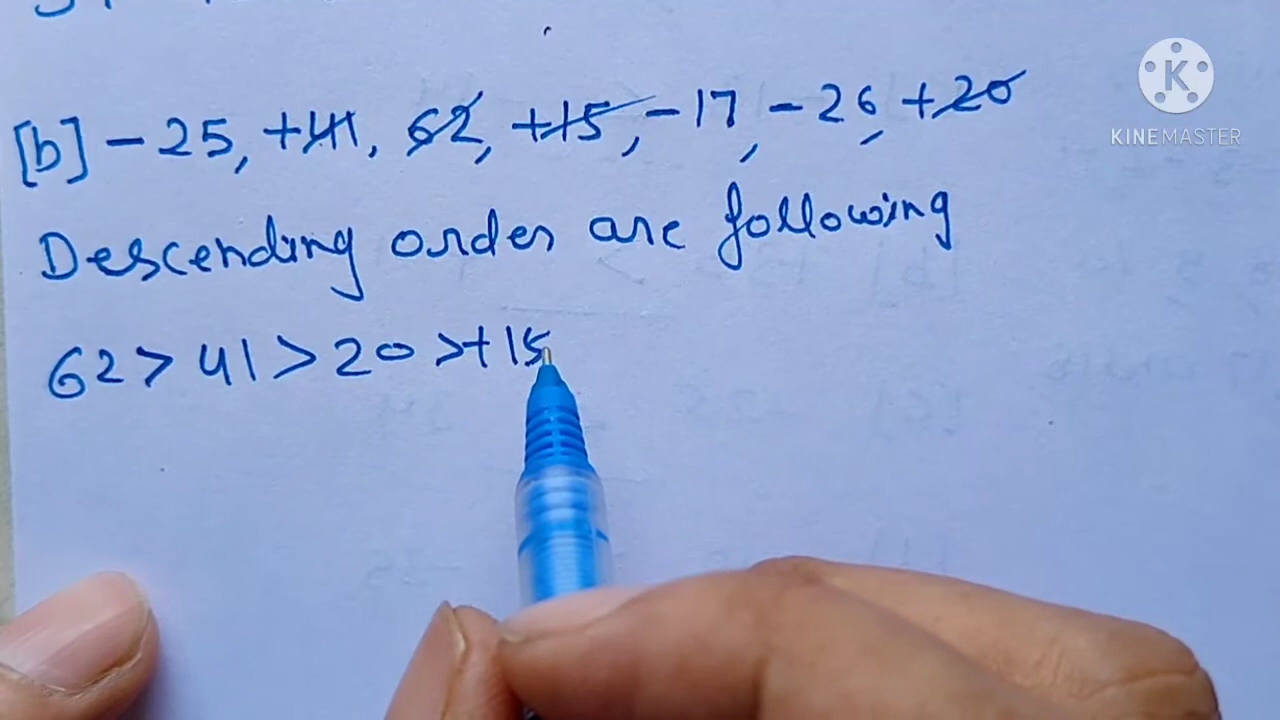 [b] - 25, +41, 62, +15, -17, -26, +20
Descending order are following
62 > 41 > 20 > +15
KINEMASTER